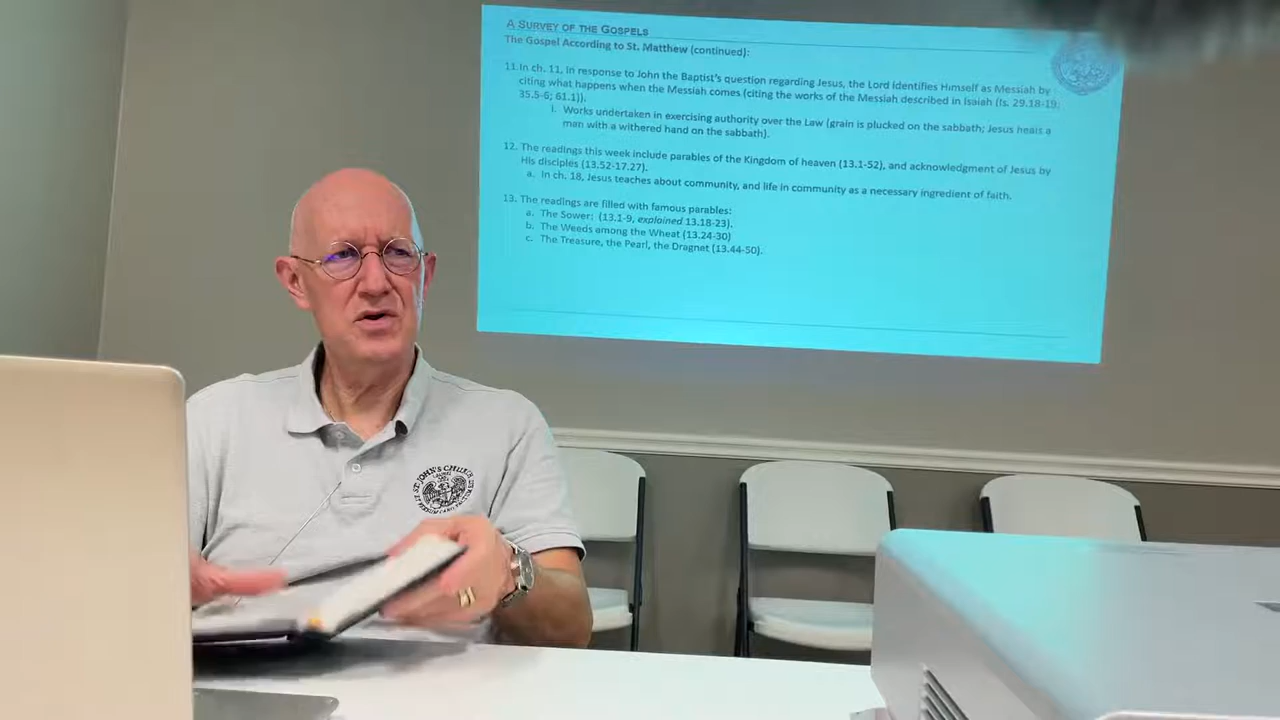 A SURVEY OF THE GOSPELS
The Gospel According to St. Matthew (continued):
11. In ch. 11, in response to John the Baptist's question regarding Jesus, the Lord identifies Himself as Messiah by
citing what happens when the Messiah comes (citing the works of the Messiah described in Isaiah (Is. 29.18-19;
35.5-6; 61.1)).
i. Works undertaken in exercising authority over the Law (grain is plucked on the sabbath; Jesus heals a
man with a withered hand on the sabbath).
12. The readings this week include parables of the Kingdom of heaven (13.1-52), and acknowledgment of Jesus by
His disciples (13.52-17.27).
a. In ch. 18, Jesus teaches about community, and life in community as a necessary ingredient of faith.
13. The readings are filled with famous parables:
a. The Sower: (13.1-9, explained 13.18-23).
b. The Weeds among the Wheat (13.24-30)
c. The Treasure, the Pearl, the Dragnet (13.44-50).
ST. JOHN'S CHURCH